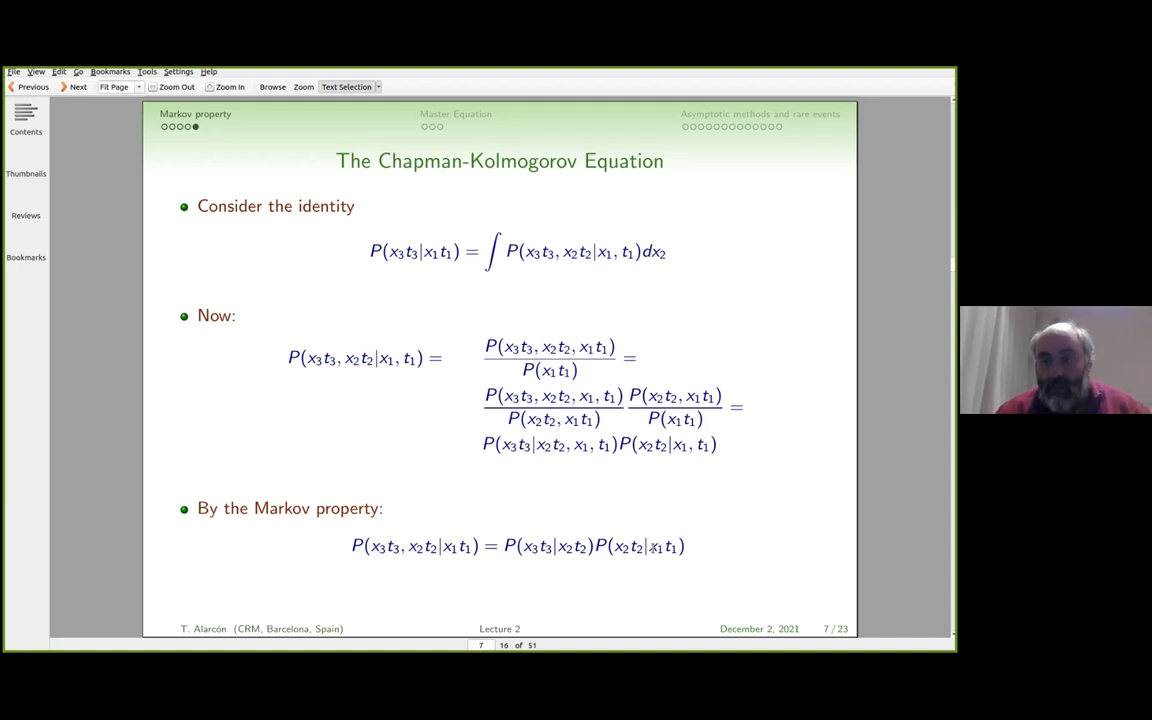 File View Edit Go Bookmarks Tools Settings Help
Previous Next Fit Page Zoom Out Zoom In Browse Zoom Text Selection
Contents
Thumbnails
Reviews
Bookmarks
Markov property Master Equation Asymptotic methods and rare events
The Chapman-Kolmogorov Equation
Consider the identity
P(x₃t₃|x₁t₁) = ∫ P(x₃t₃, x₂t₂|x₁, t₁)dx₂
Now:
P(x₃t₃, x₂t₂|x₁, t₁) =
P(x₃t₃, x₂t₂, x₁t₁)
P(x₁t₁)
=
P(x₃t₃, x₂t₂, x₁, t₁) P(x₂t₂, x₁t₁)
P(x₂t₂, x₁t₁) P(x₁t₁)
=
P(x₃t₃|x₂t₂, x₁, t₁)P(x₂t₂|x₁, t₁)
By the Markov property:
P(x₃t₃, x₂t₂|x₁t₁) = P(x₃t₃|x₂t₂)P(x₂t₂|x₁t₁)
T. Alarcón (CRM, Barcelona, Spain) Lecture 2 December 2, 2021 7 / 23
7 16 of 51